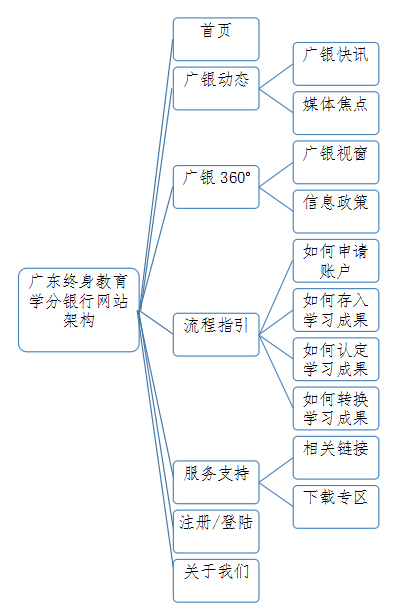 广东终身教育
学分银行网站
架构
首页
广银动态
广银快讯
媒体焦点
广银 360°
广银视窗
信息政策
流程指引
如何申请
账户
如何存入
学习成果
如何认定
学习成果
如何转换
学习成果
服务支持
相关链接
下载专区
注册/登陆
关于我们